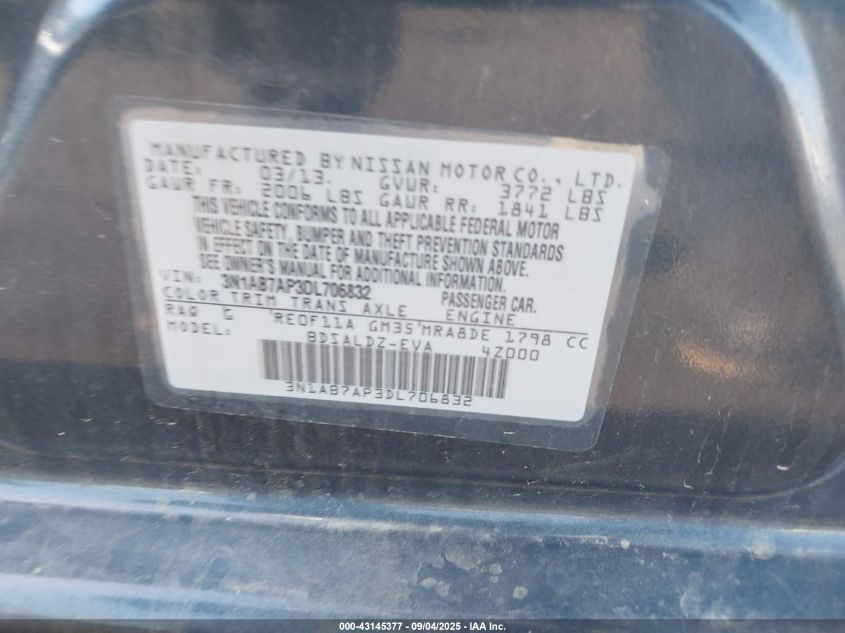 MANUFACTURED BY NISSAN MOTOR CO., LTD.
DATE: 03/13. GVWR: 3772 LBS
GAWR FR: 2006 LBS GAWR RR: 1841 LBS
THIS VEHICLE CONFORMS TO ALL APPLICABLE FEDERAL MOTOR
VEHICLE SAFETY, BUMPER AND THEFT PREVENTION STANDARDS
IN EFFECT ON THE DATE OF MANUFACTURE SHOWN ABOVE.
SEE OWNER'S MANUAL FOR ADDITIONAL INFORMATION.
VIN: 3N1AB7AP3DL706832 PASSENGER CAR.
COLOR TRIM TRANS AXLE ENGINE
RAQ G RE0F11A GM35 MRA8DE 1798 CC
MODEL: BDSALDZ-EVA 4Z000
3N1AB7AP3DL706832
000-43145377 - 09/04/2025 - IAA Inc.